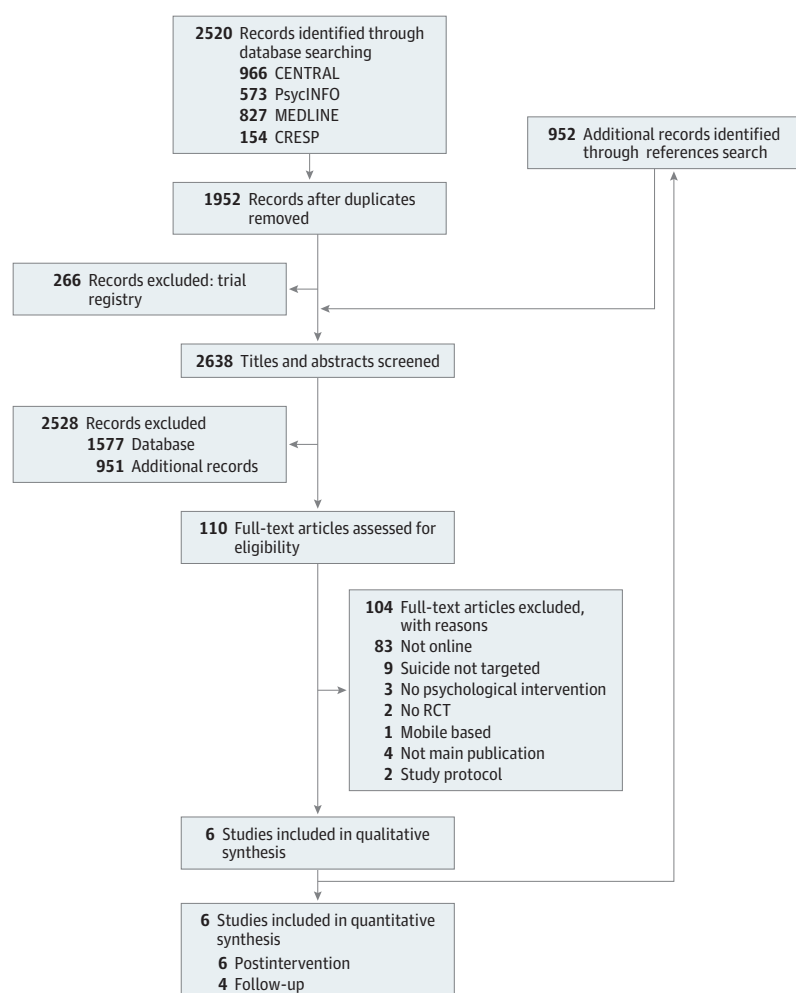 2520 Records identified through
database searching
966 CENTRAL
573 PsycINFO
827 MEDLINE
154 CRESP
952 Additional records identified
through references search
1952 Records after duplicates
removed
266 Records excluded: trial
registry
2638 Titles and abstracts screened
2528 Records excluded
1577 Database
951 Additional records
110 Full-text articles assessed for
eligibility
104 Full-text articles excluded,
with reasons
83 Not online
9 Suicide not targeted
3 No psychological intervention
2 No RCT
1 Mobile based
4 Not main publication
2 Study protocol
6 Studies included in qualitative
synthesis
6 Studies included in quantitative
synthesis
6 Postintervention
4 Follow-up